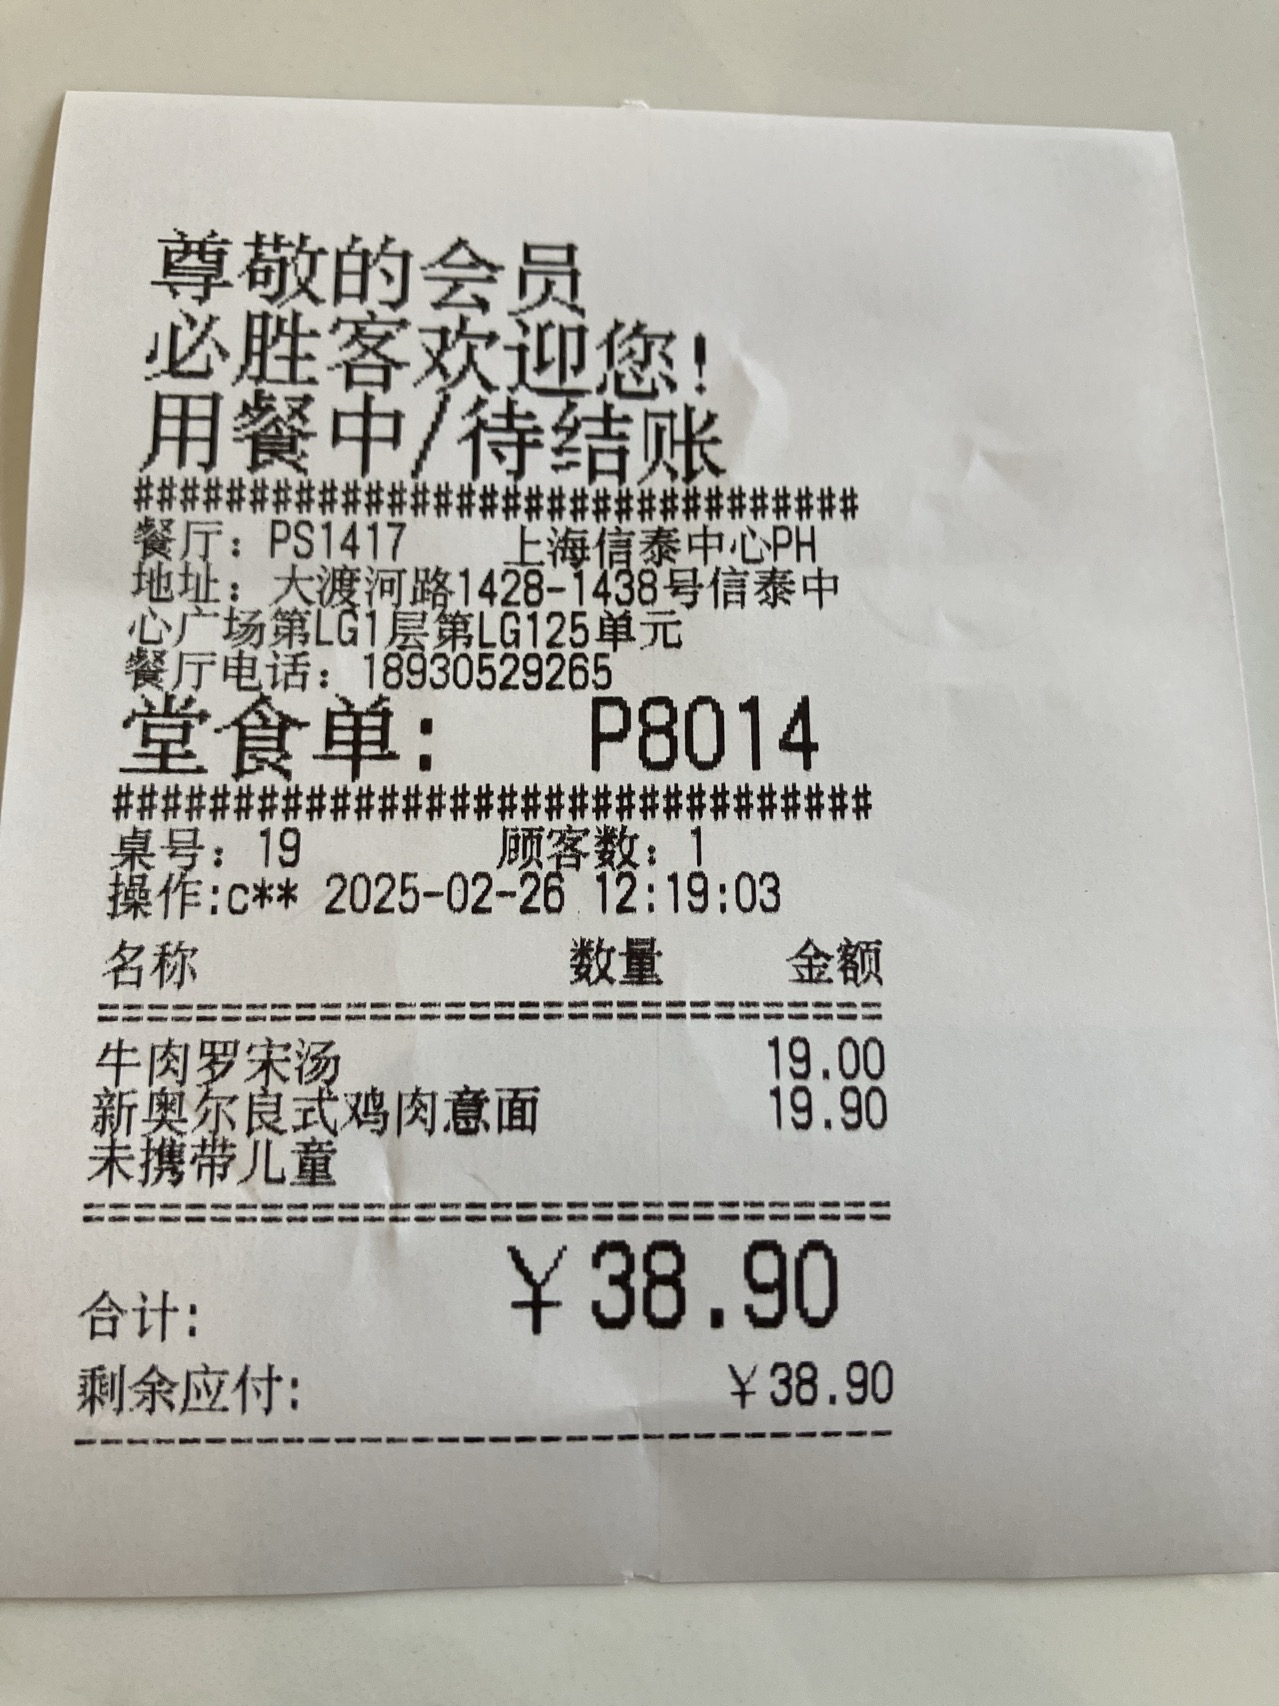 尊敬的会员
必胜客欢迎您!
用餐中/待结账
################################
餐厅: PS1417 上海信泰中心PH
地址: 大渡河路1428-1438号信泰中
心广场第LG1层第LG125单元
餐厅电话: 18930529265
堂食单: P8014
################################
桌号: 19 顾客数: 1
操作:c** 2025-02-26 12:19:03
名称 数量 金额
================================
牛肉罗宋汤 19.00
新奥尔良式鸡肉意面 19.90
未携带儿童
================================
合计: ¥38.90
剩余应付: ¥38.90
--------------------------------